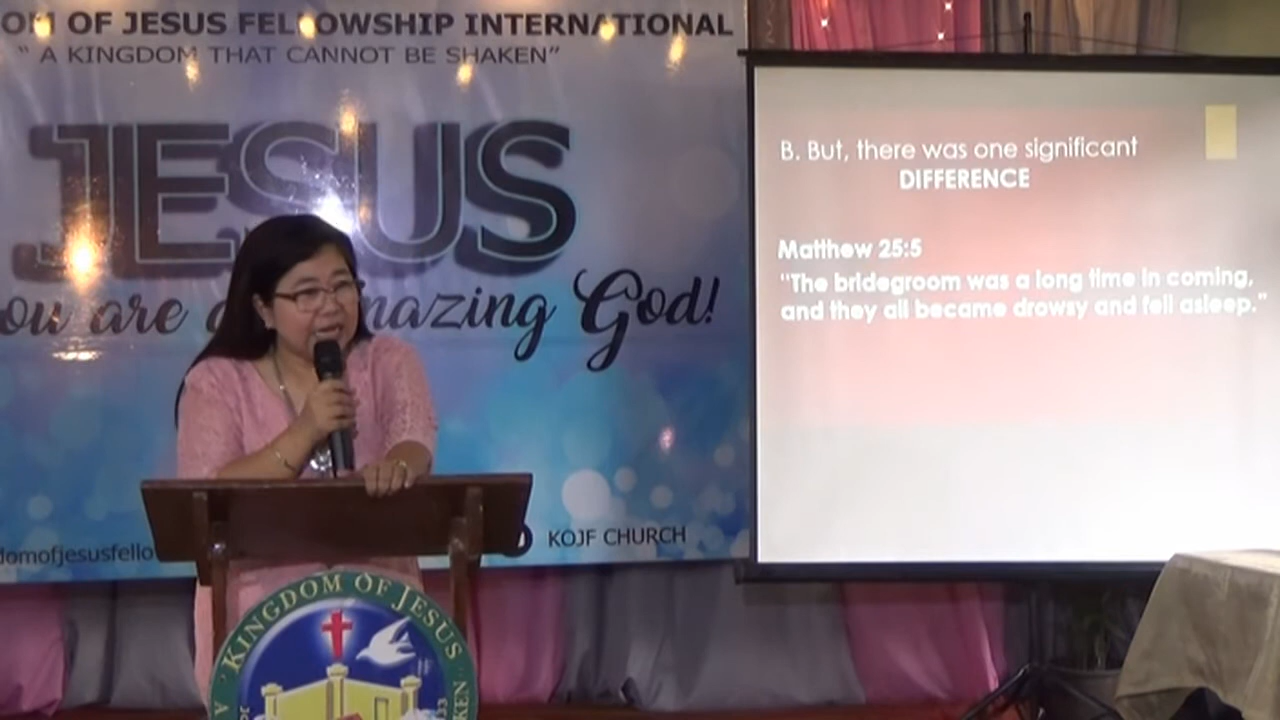 OM OF JESUS FELLOWSHIP INTERNATIONAL
" A KINGDOM THAT CANNOT BE SHAKEN"
JESUS
ou are amazing God!
domofjesusfello
KOJF CHURCH
KINGDOM OF JESUS
B. But, there was one significant
DIFFERENCE
Matthew 25:5
"The bridegroom was a long time in coming,
and they all became drowsy and fell asleep."